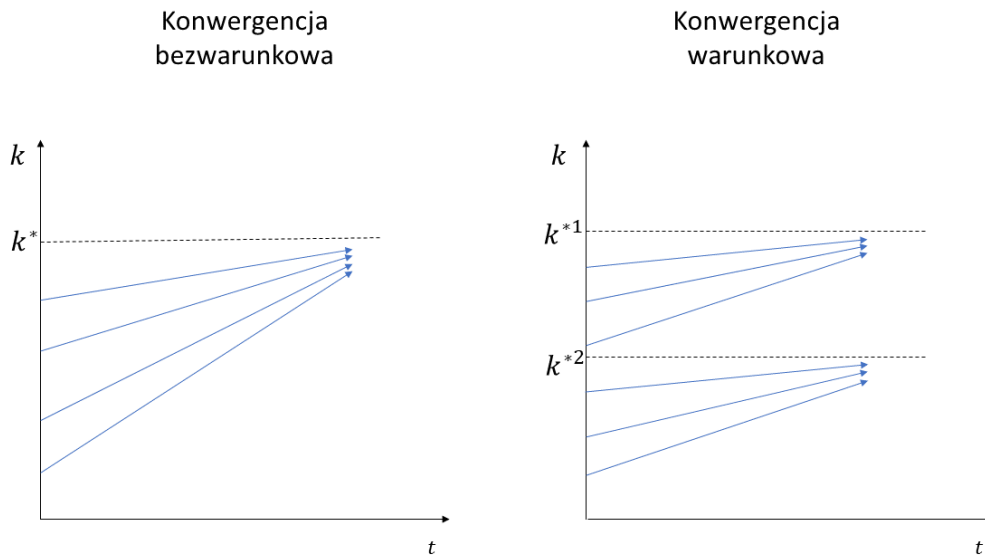 Konwergencja
bezwarunkowa
k
k*
t
Konwergencja
warunkowa
k
k*1
k*2
t